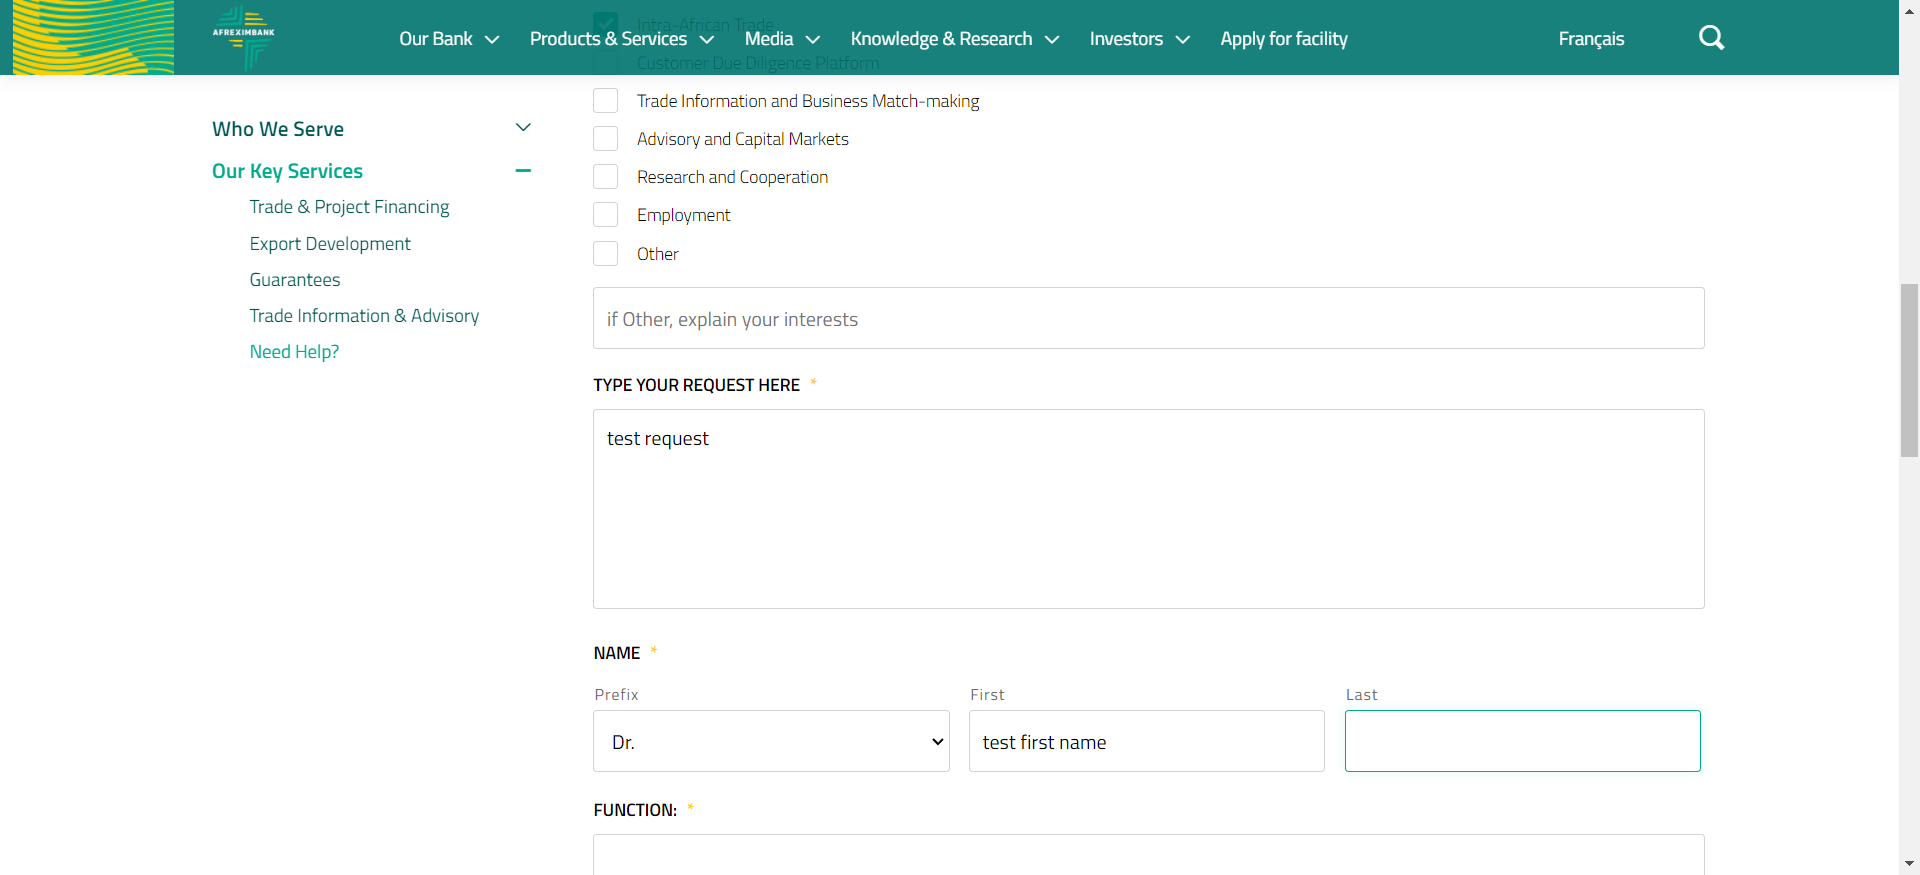 AFREXIMBANK
Our Bank
Products & Services
Media
Knowledge & Research
Investors
Apply for facility
Français
Intra-African Trade
Customer Due Diligence Platform
Who We Serve
Our Key Services
Trade & Project Financing
Export Development
Guarantees
Trade Information & Advisory
Need Help?
Trade Information and Business Match-making
Advisory and Capital Markets
Research and Cooperation
Employment
Other
if Other, explain your interests
TYPE YOUR REQUEST HERE *
test request
NAME *
Prefix
First
Last
Dr.
test first name
FUNCTION: *